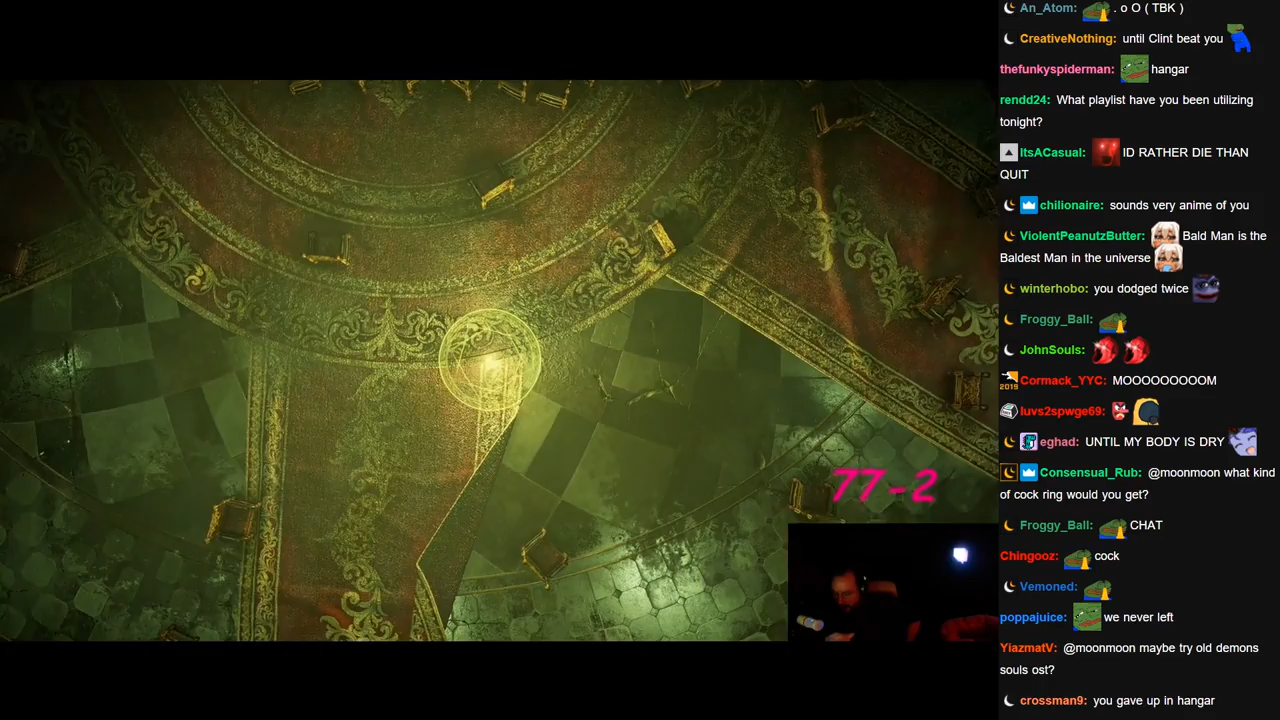 An_Atom: . o O ( TBK )
CreativeNothing: until Clint beat you
thefunkyspiderman: hangar
rendd24: What playlist have you been utilizing
tonight?
ItsACasual: ID RATHER DIE THAN
QUIT
chilionaire: sounds very anime of you
ViolentPeanutzButter: Bald Man is the
Baldest Man in the universe
winterhobo: you dodged twice
Froggy_Ball:
JohnSouls:
2019 Cormack_YYC: MOOOOOOOOM
luvs2spwge69:
eghad: UNTIL MY BODY IS DRY
Consensual_Rub: @moonmoon what kind
of cock ring would you get?
Froggy_Ball: CHAT
Chingooz: cock
Vemoned:
poppajuice: we never left
YiazmatV: @moonmoon maybe try old demons
souls ost?
crossman9: you gave up in hangar
77-2